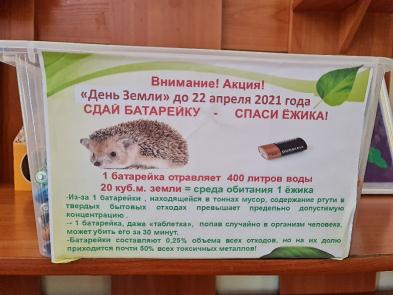 Внимание! Акция!
«День Земли» до 22 апреля 2021 года
СДАЙ БАТАРЕЙКУ - СПАСИ ЁЖИКА!
DURACELL
1 батарейка отравляет 400 литров воды
20 куб.м. земли = среда обитания 1 ёжика
-Из-за 1 батарейки , находящейся в тоннах мусор, содержание ртути в
твердых бытовых отходах превышает предельно допустимую
концентрацию .
-- 1 батарейка, дажа «таблетка», попав случайно в организм человека,
может убить его за 30 минут.
-Батарейки составляют 0,25% объема всех отходов, но на их долю
приходится почти 50% всех токсичных металлов!